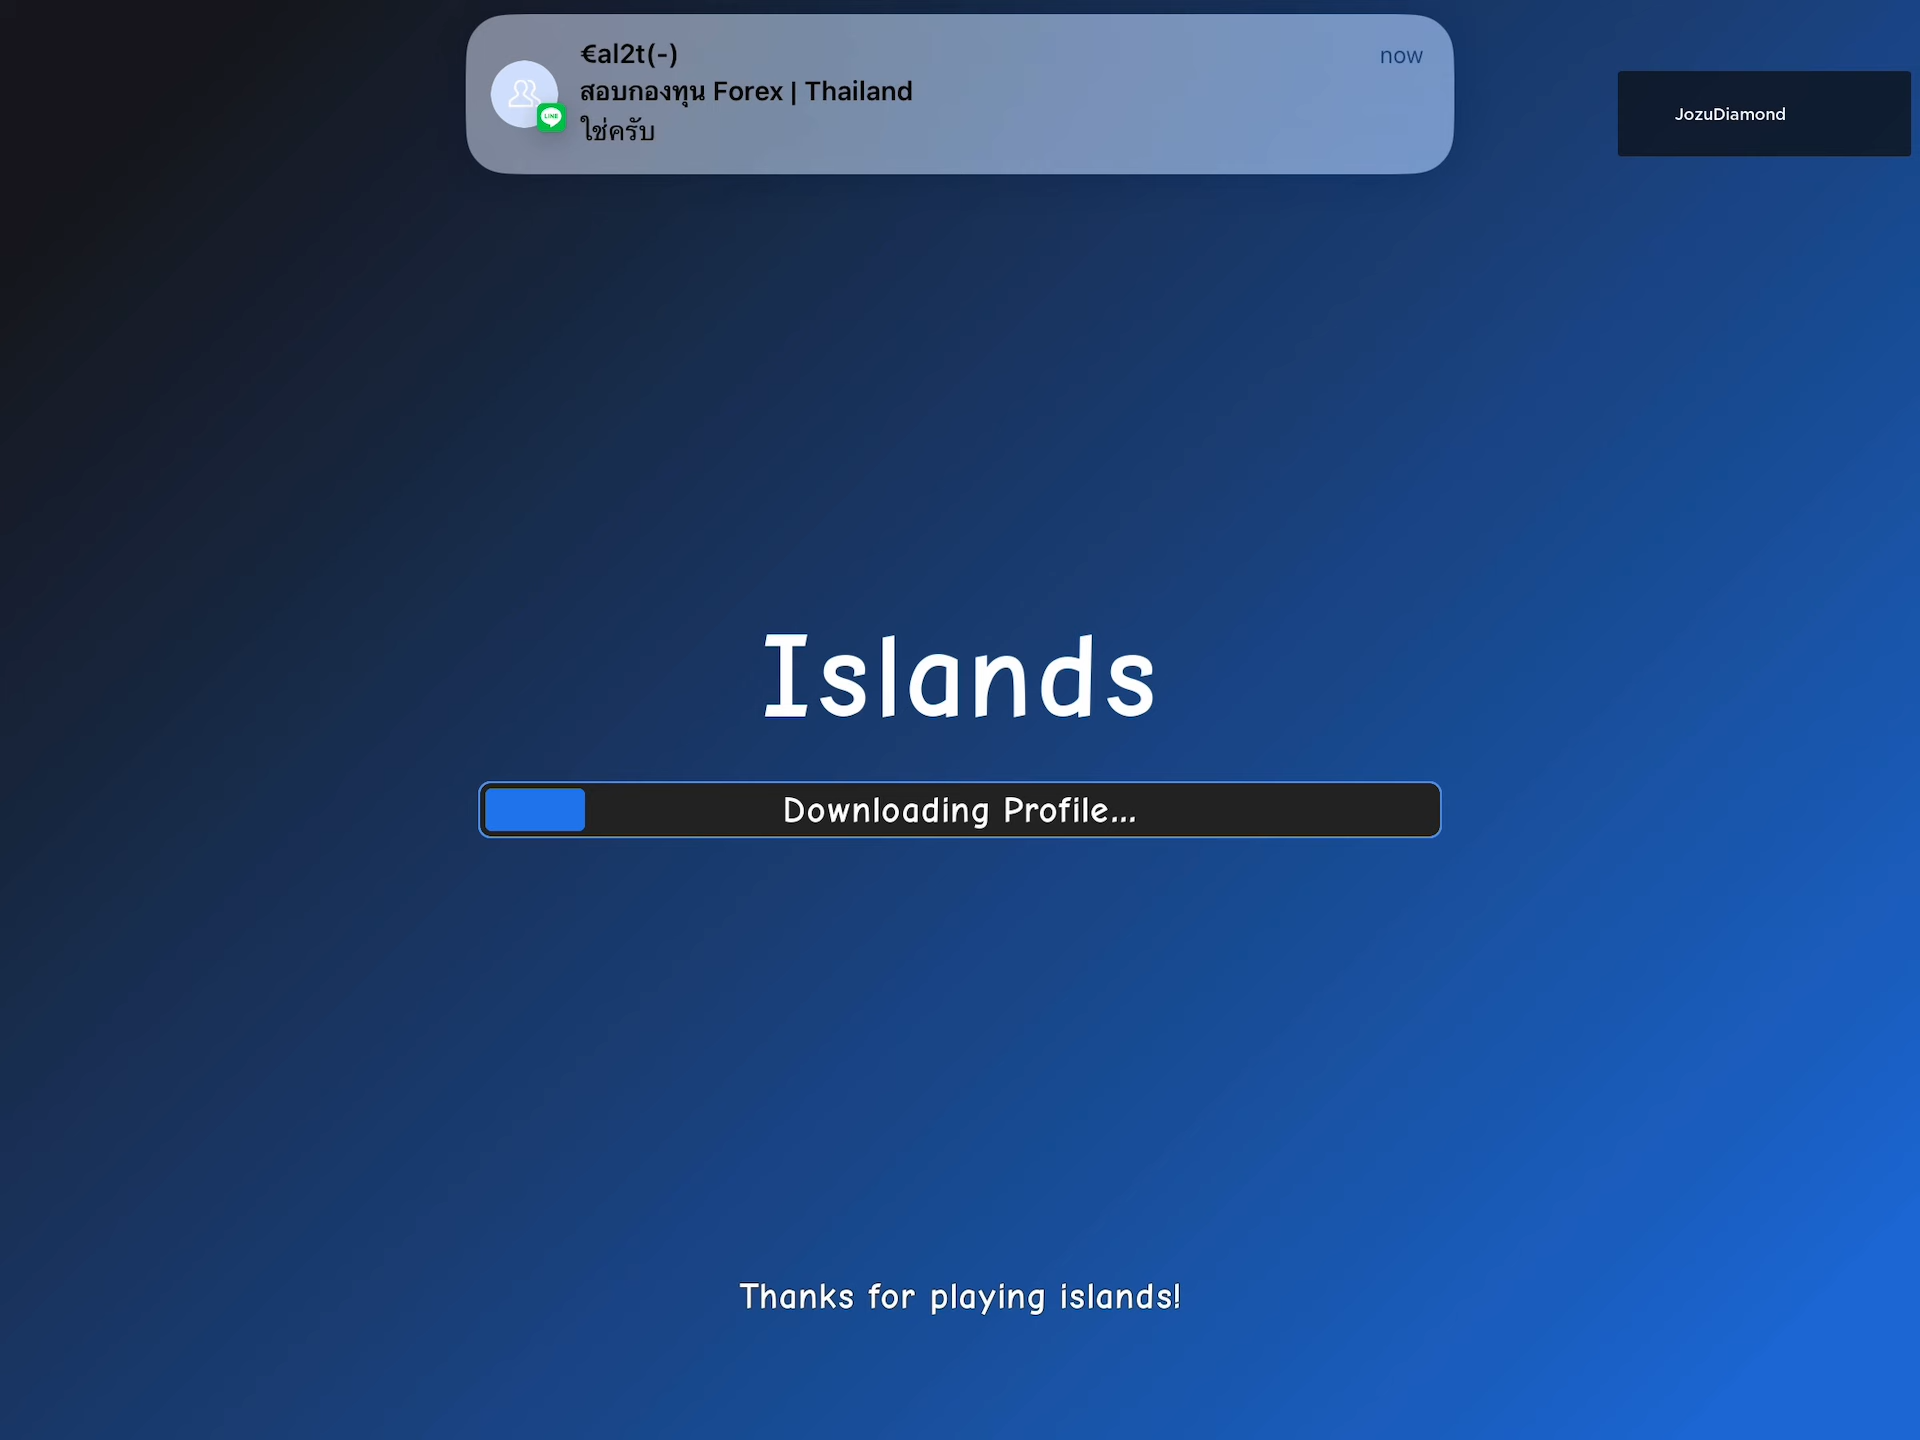 €al2t(-)
now
สอบกองทุน Forex | Thailand
ใช่ครับ
LINE
JozuDiamond
Islands
Downloading Profile...
Thanks for playing islands!